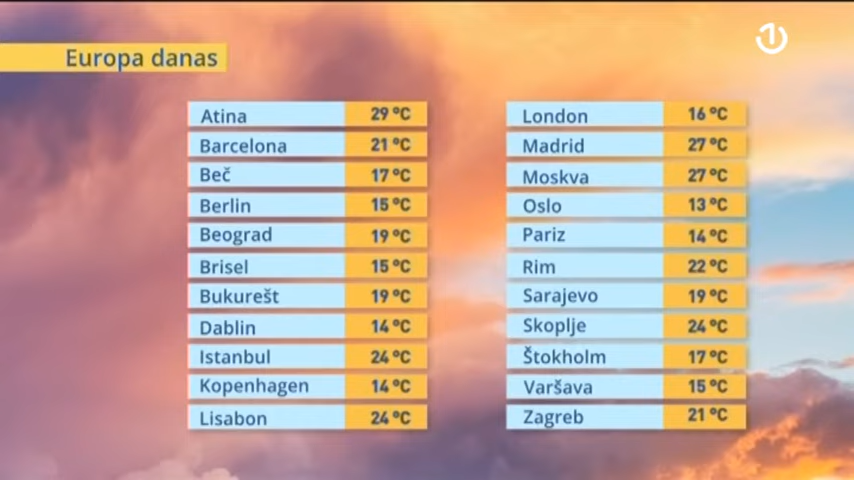 Europa danas
1
Atina 29 °C
Barcelona 21 °C
Beč 17 °C
Berlin 15 °C
Beograd 19 °C
Brisel 15 °C
Bukurešt 19 °C
Dablin 14 °C
Istanbul 24 °C
Kopenhagen 14 °C
Lisabon 24 °C
London 16 °C
Madrid 27 °C
Moskva 27 °C
Oslo 13 °C
Pariz 14 °C
Rim 22 °C
Sarajevo 19 °C
Skoplje 24 °C
Štokholm 17 °C
Varšava 15 °C
Zagreb 21 °C